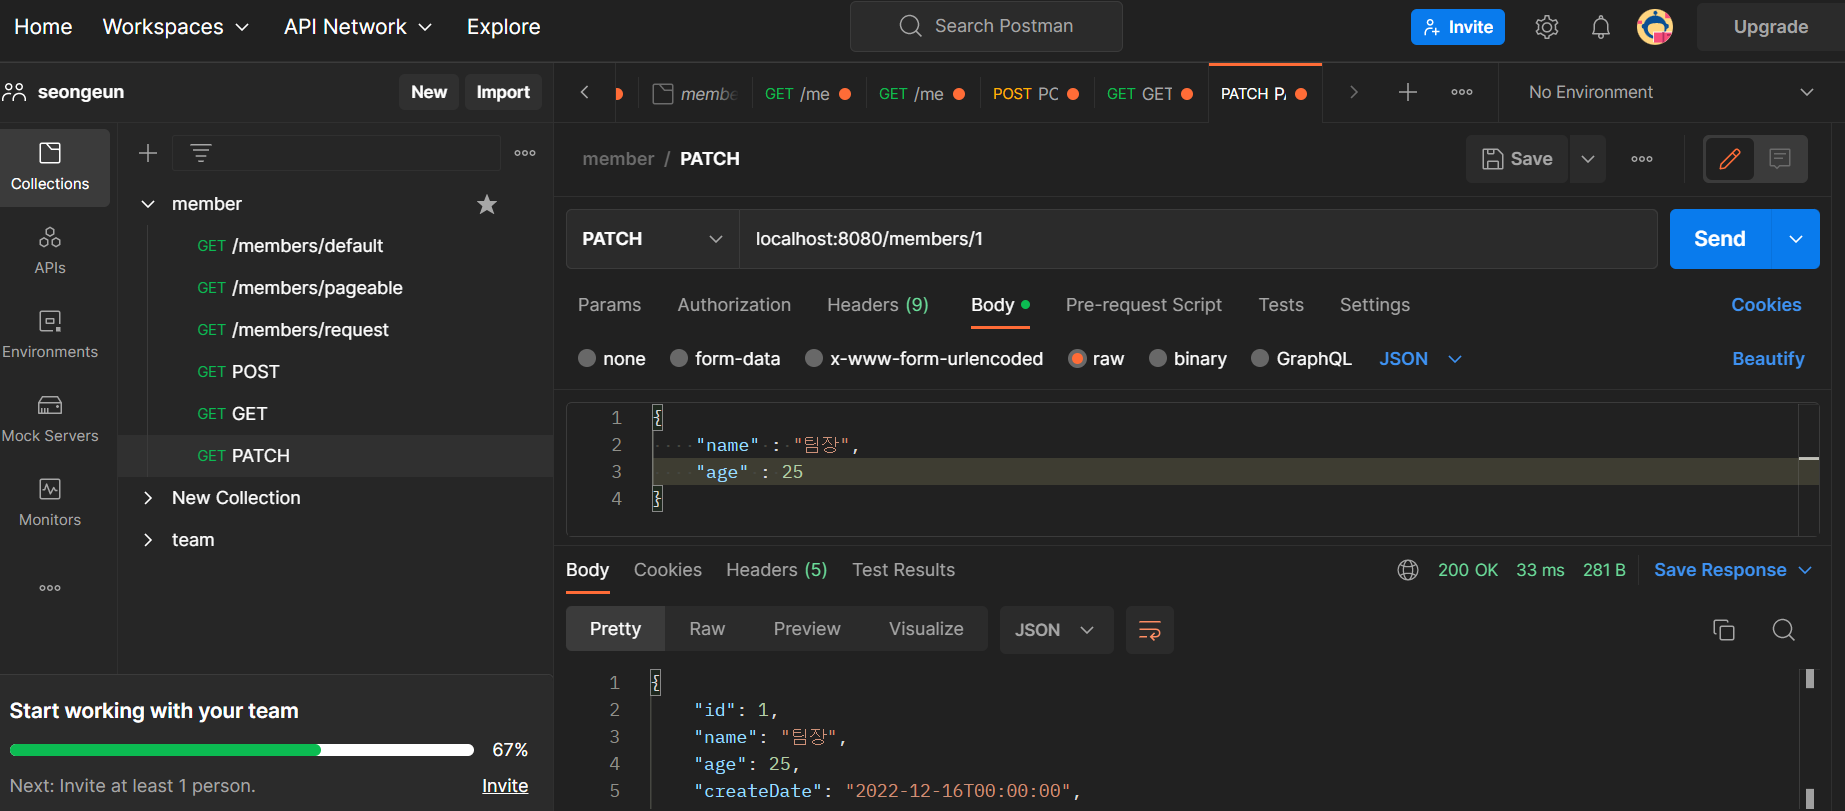 Home Workspaces API Network Explore Search Postman Invite Upgrade
seongeun New Import GET /me GET /me POST GET GET PATCH No Environment
member / PATCH Save
Collections
member
PATCH localhost:8080/members/1 Send
GET /members/default
APIs
GET /members/pageable
Params Authorization Headers (9) Body Pre-request Script Tests Settings Cookies
GET /members/request
Environments
none form-data x-www-form-urlencoded raw binary GraphQL JSON Beautify
GET POST
GET GET
Mock Servers
GET PATCH
1 {
2 "name" : "팀장",
3 "age" : 25
4 }
New Collection
Monitors
team
Body Cookies Headers (5) Test Results 200 OK 33 ms 281 B Save Response
Pretty Raw Preview Visualize JSON
1 {
2 "id": 1,
3 "name": "팀장",
4 "age": 25,
5 "createDate": "2022-12-16T00:00:00",
Start working with your team
67%
Next: Invite at least 1 person. Invite